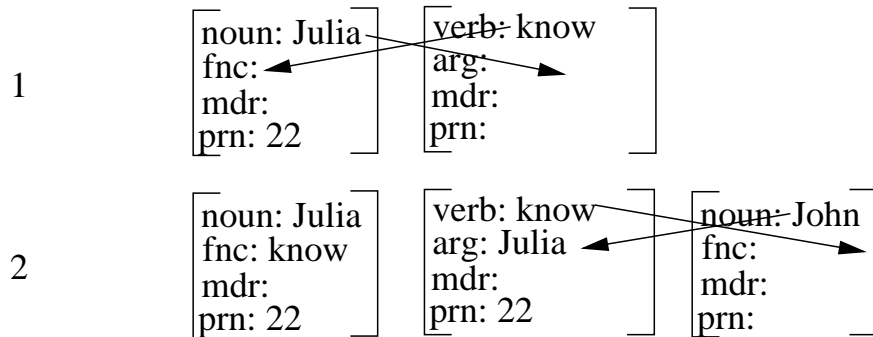 1
noun: Julia
fnc:
mdr:
prn: 22
verb: know
arg:
mdr:
prn:
2
noun: Julia
fnc: know
mdr:
prn: 22
verb: know
arg: Julia
mdr:
prn: 22
noun: John
fnc:
mdr:
prn: